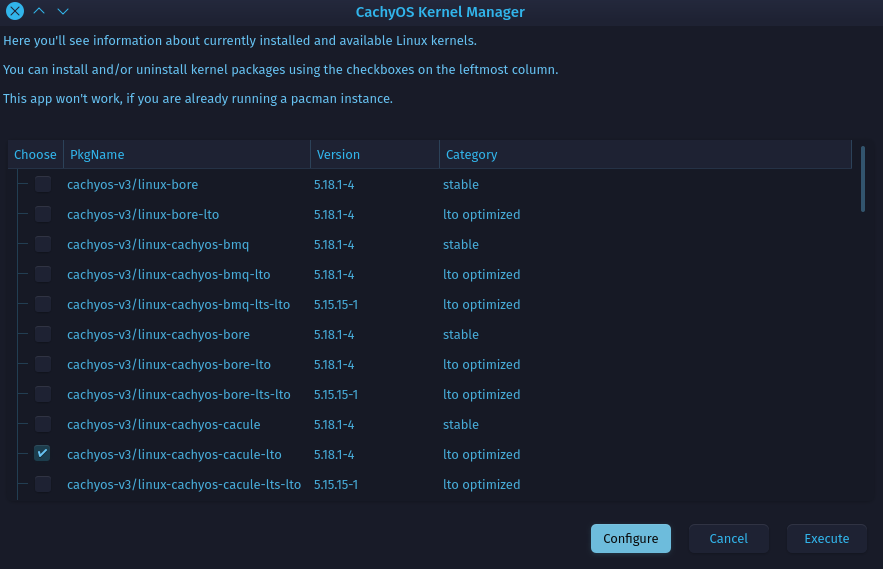 CachyOS Kernel Manager
Here you'll see information about currently installed and available Linux kernels.
You can install and/or uninstall kernel packages using the checkboxes on the leftmost column.
This app won't work, if you are already running a pacman instance.
Choose PkgName Version Category
cachyos-v3/linux-bore 5.18.1-4 stable
cachyos-v3/linux-bore-lto 5.18.1-4 lto optimized
cachyos-v3/linux-cachyos-bmq 5.18.1-4 stable
cachyos-v3/linux-cachyos-bmq-lto 5.18.1-4 lto optimized
cachyos-v3/linux-cachyos-bmq-lts-lto 5.15.15-1 lto optimized
cachyos-v3/linux-cachyos-bore 5.18.1-4 stable
cachyos-v3/linux-cachyos-bore-lto 5.18.1-4 lto optimized
cachyos-v3/linux-cachyos-bore-lts-lto 5.15.15-1 lto optimized
cachyos-v3/linux-cachyos-cacule 5.18.1-4 stable
cachyos-v3/linux-cachyos-cacule-lto 5.18.1-4 lto optimized
cachyos-v3/linux-cachyos-cacule-lts-lto 5.15.15-1 lto optimized
Configure Cancel Execute